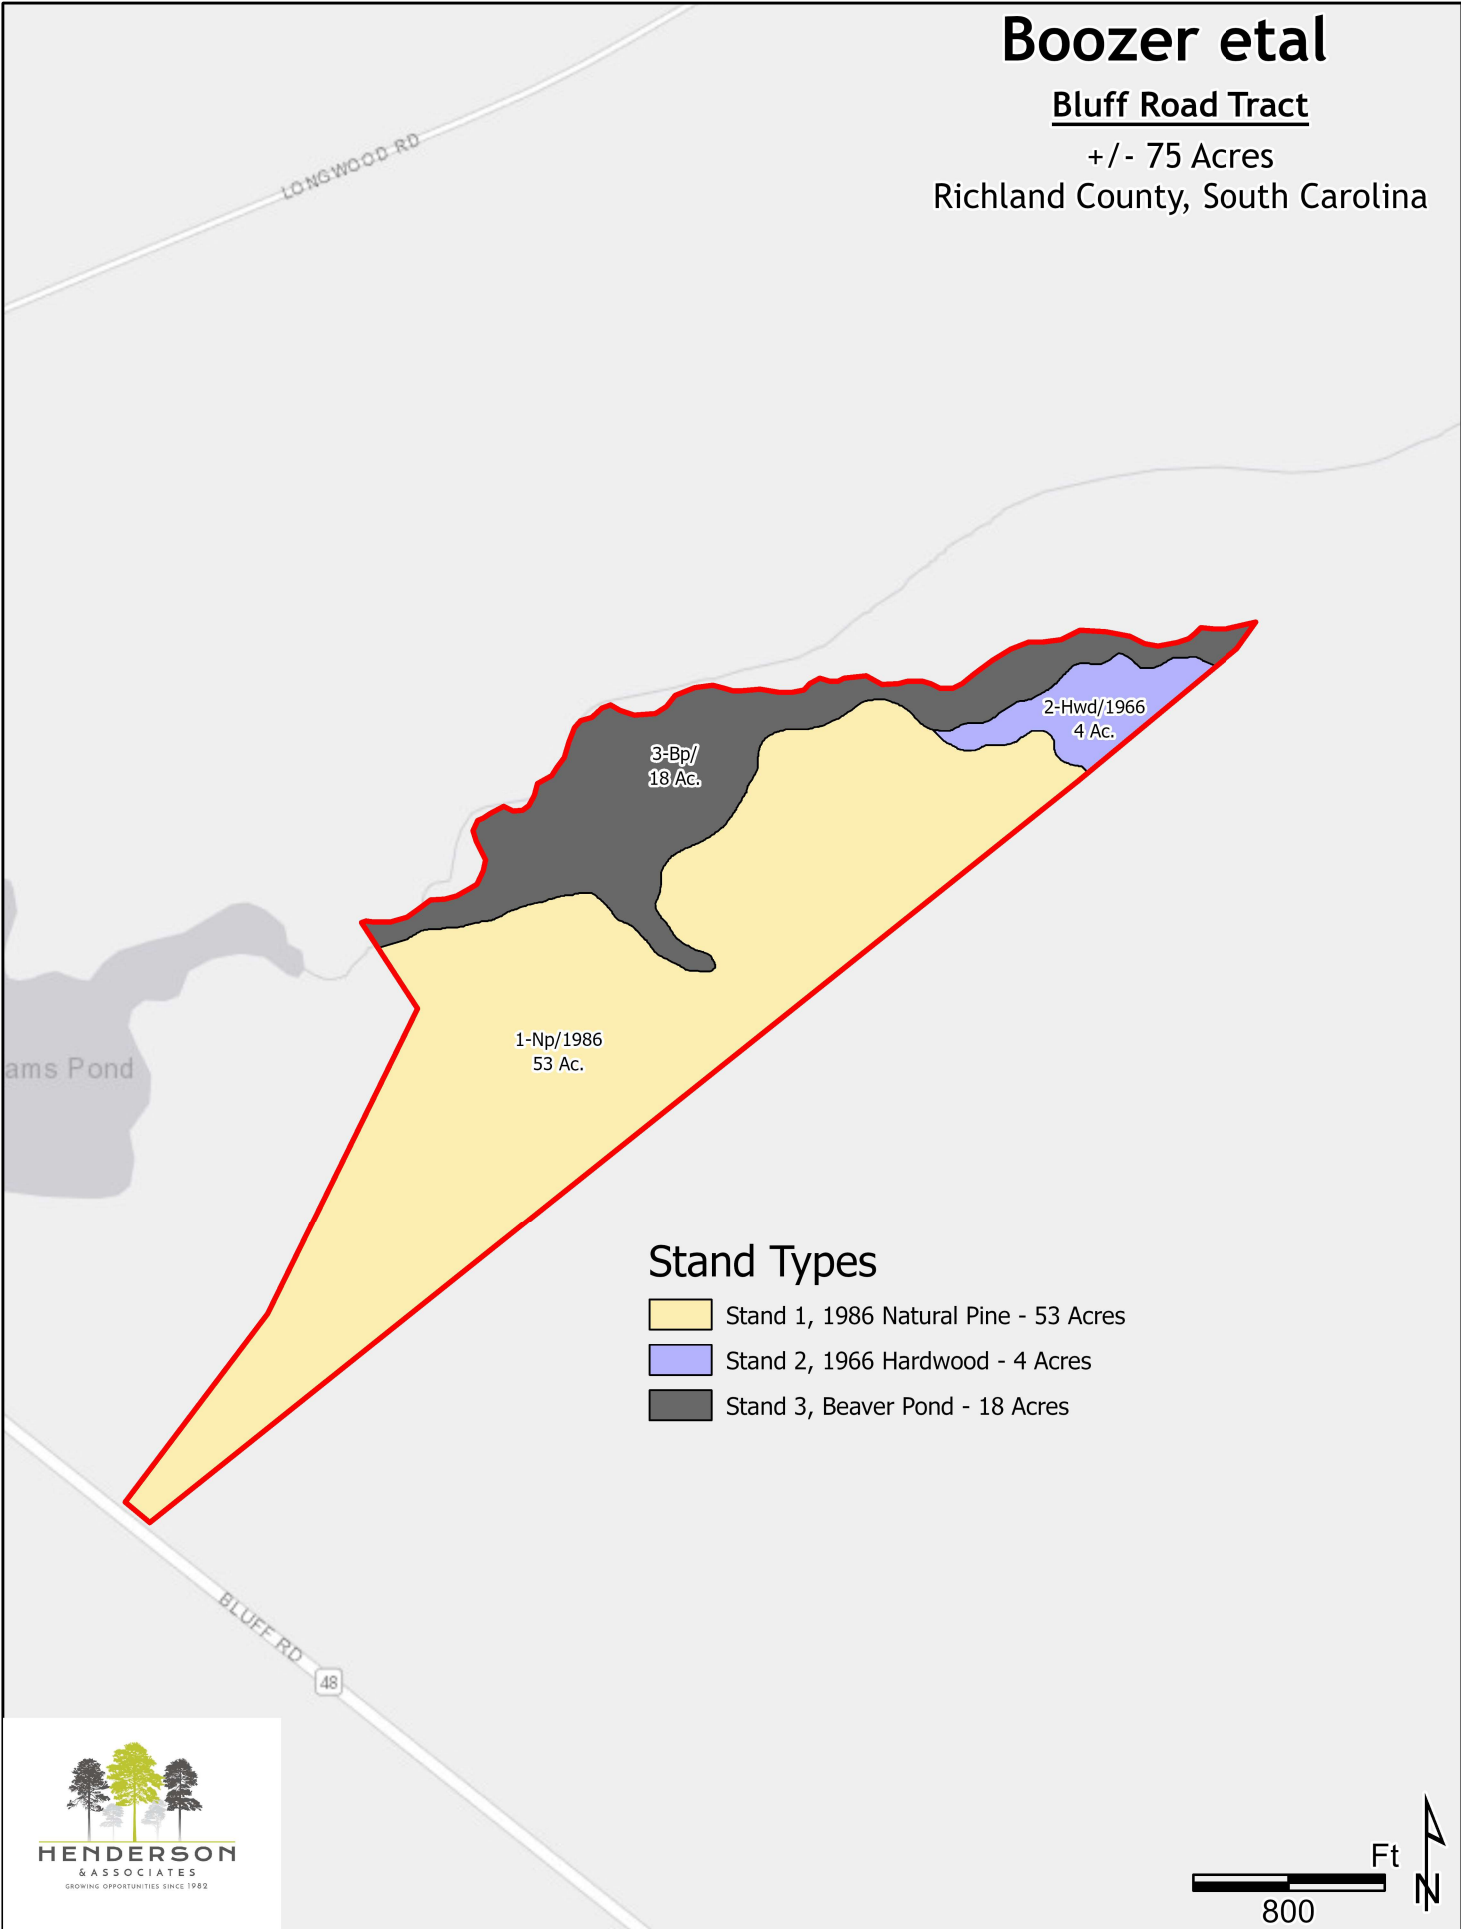 Boozer etal
Bluff Road Tract
+/- 75 Acres
Richland County, South Carolina
LONGWOOD RD
2-Hwd/1966
4 Ac.
3-Bp/
18 Ac.
1-Np/1986
53 Ac.
ams Pond
Stand Types
Stand 1, 1986 Natural Pine - 53 Acres
Stand 2, 1966 Hardwood - 4 Acres
Stand 3, Beaver Pond - 18 Acres
BLUFF RD
48
HENDERSON
& ASSOCIATES
GROWING OPPORTUNITIES SINCE 1982
Ft
800
N